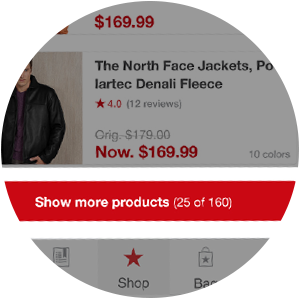 $169.99
The North Face Jackets, Po
lartec Denali Fleece
4.0 (12 reviews)
Orig. $179.00
Now. $169.99
10 colors
Show more products (25 of 160)
Shop
Bag